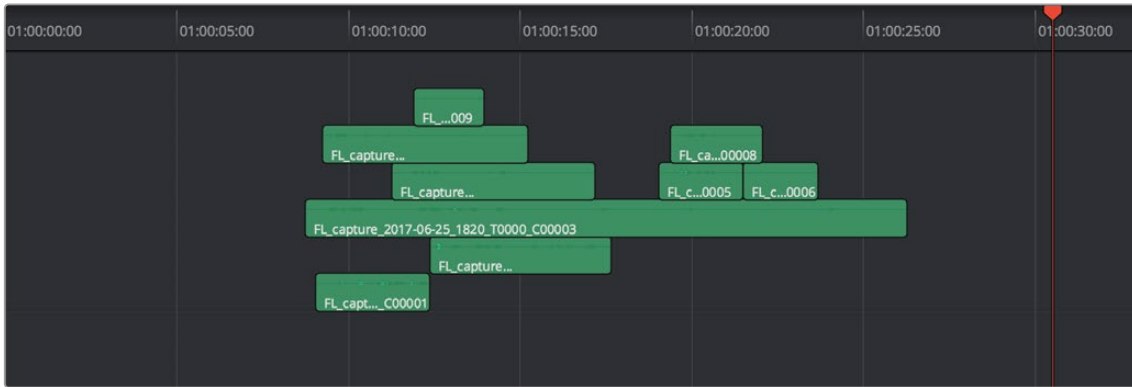 01:00:00:00 01:00:05:00 01:00:10:00 01:00:15:00 01:00:20:00 01:00:25:00 01:00:30:00
FL_...009
FL_capture... FL_ca...00008
FL_capture... FL_c...0005 FL_c...0006
FL_capture_2017-06-25_1820_T0000_C00003
FL_capture...
FL_capt..._C00001